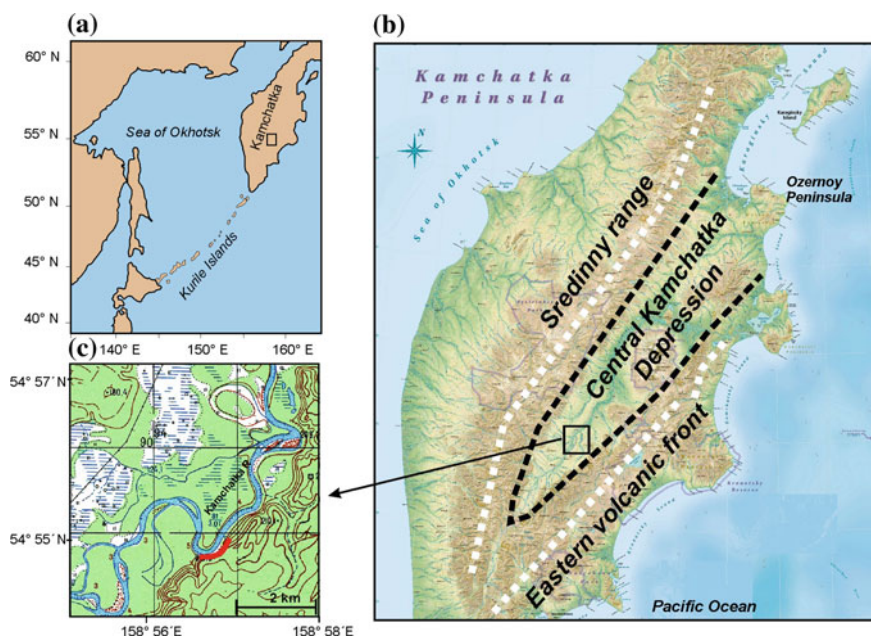 (a)
60° N
55° N
50° N
45° N
40° N
140°E
150°E
160°E
Sea of Okhotsk
Kamchatka
Kurile Islands
(b)
Kamchatka
Peninsula
N
Sea of Okhotsk
Ozernoy
Peninsula
Sredinny range
Central Kamchatka
Depression
Eastern volcanic front
Pacific Ocean
(c)
54°57´N
54°55´N
90
94
Kamchatka R.
2 km
158°56´E
158°58´E